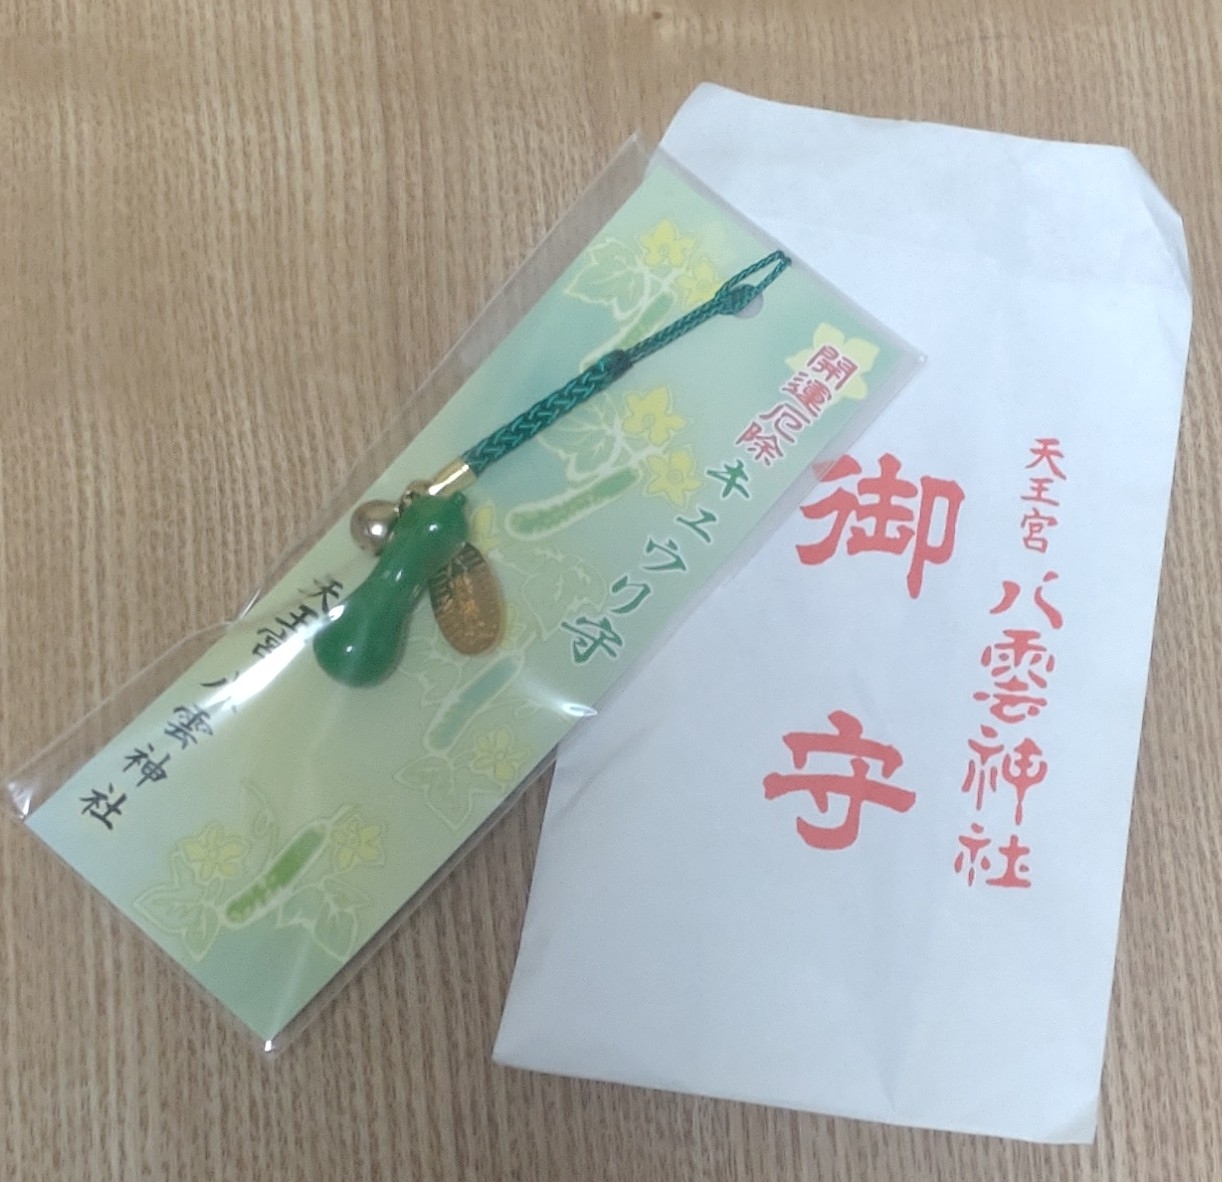 開運厄除キュウリ守
天王宮 八雲神社
天王宮 八雲神社
御守